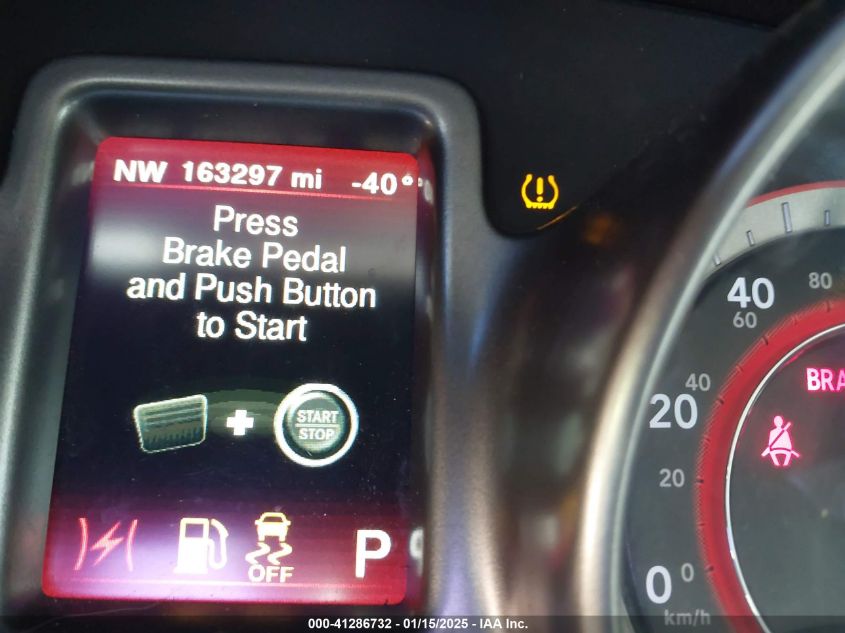 NW 163297 mi -40°
Press
Brake Pedal
and Push Button
to Start
START
STOP
OFF
P
40
80
60
40
20
20
0
0
km/h
BRA
000-41286732 - 01/15/2025 - IAA Inc.